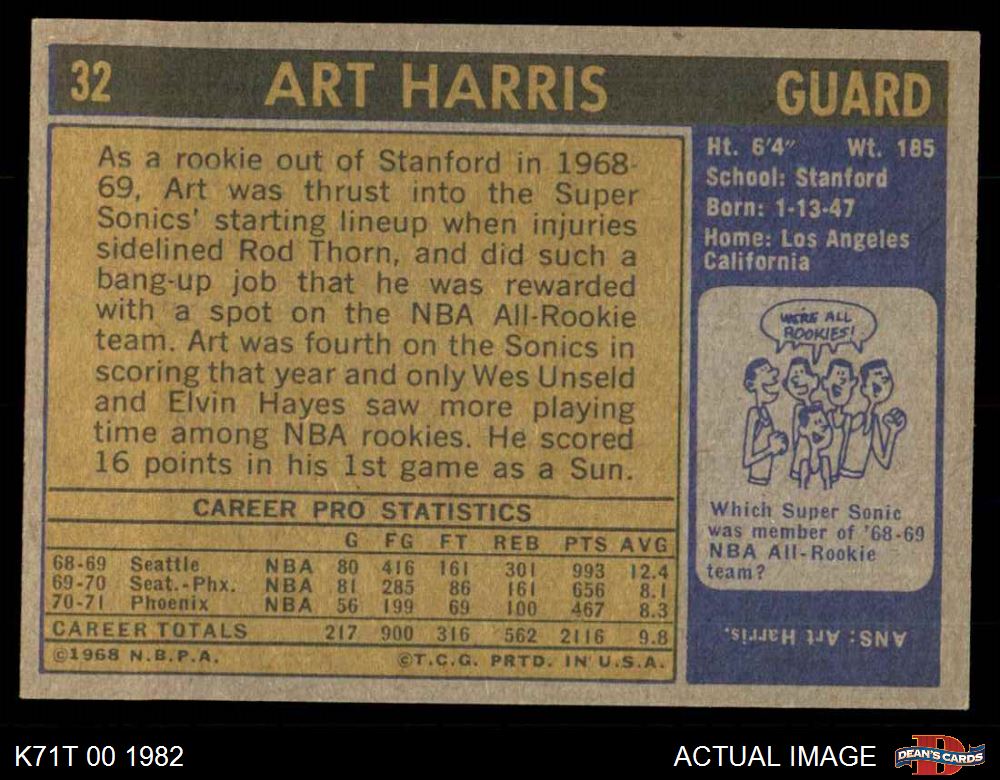 32 ART HARRIS GUARD
As a rookie out of Stanford in 1968-
69, Art was thrust into the Super
Sonics' starting lineup when injuries
sidelined Rod Thorn, and did such a
bang-up job that he was rewarded
with a spot on the NBA All-Rookie
team. Art was fourth on the Sonics in
scoring that year and only Wes Unseld
and Elvin Hayes saw more playing
time among NBA rookies. He scored
16 points in his 1st game as a Sun.
CAREER PRO STATISTICS
G FG FT REB PTS AVG
68-69 Seattle NBA 80 416 161 301 993 12.4
69-70 Seat.-Phx. NBA 81 285 86 161 656 8.1
70-71 Phoenix NBA 56 199 69 100 467 8.3
CAREER TOTALS 217 900 316 562 2116 9.8
©1968 N.B.P.A. ©T.C.G. PRTD. IN U.S.A.
Ht. 6'4" Wt. 185
School: Stanford
Born: 1-13-47
Home: Los Angeles
California
WE'RE ALL
ROOKIES!
Which Super Sonic
was member of '68-69
NBA All-Rookie
team?
ANS: Art Harris.
K71T 00 1982
ACTUAL IMAGE
D
DEAN'S CARDS